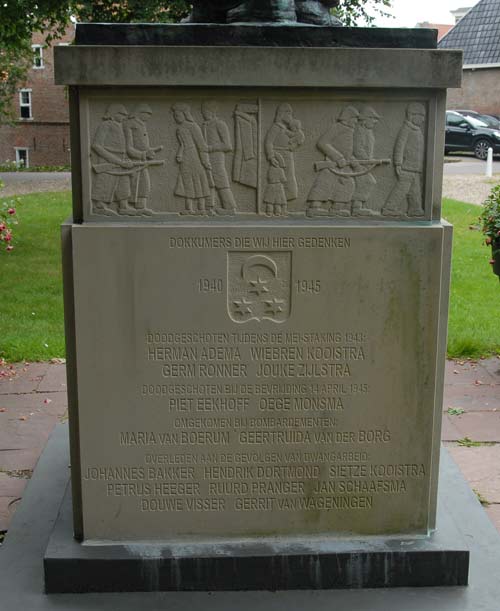 DOKKUMERS DIE WIJ HIER GEDENKEN
1940 1945
DOODGESCHOTEN TIJDENS DE MEI-STAKING 1943:
HERMAN ADEMA WIEBREN KOOISTRA
GERM RONNER JOUKE ZIJLSTRA
DOODGESCHOTEN BIJ DE BEVRIJDING 14 APRIL 1945:
PIET EEKHOFF OEGE MONSMA
OMGEKOMEN BIJ BOMBARDEMENTEN:
MARIA VAN BOERUM GEERTRUIDA VAN DER BORG
OVERLEDEN AAN DE GEVOLGEN VAN DWANGARBEID:
JOHANNES BAKKER HENDRIK DORTMOND SIETZE KOOISTRA
PETRUS HEEGER RUURD PRANGER JAN SCHAAFSMA
DOUWE VISSER GERRIT VAN WAGENINGEN